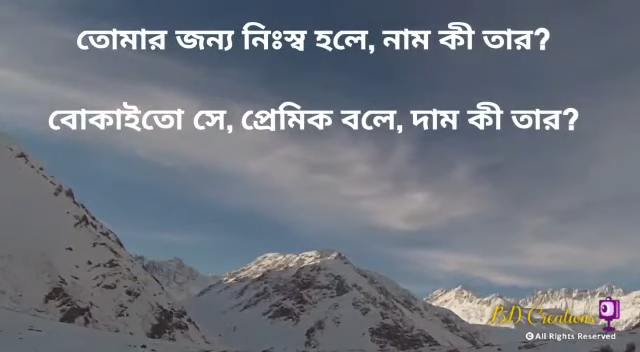 তোমার জন্য নিঃস্ব হলে, নাম কী তার?
বোকাইতো সে, প্রেমিক বলে, দাম কী তার?
BD Creations
© All Rights Reserved